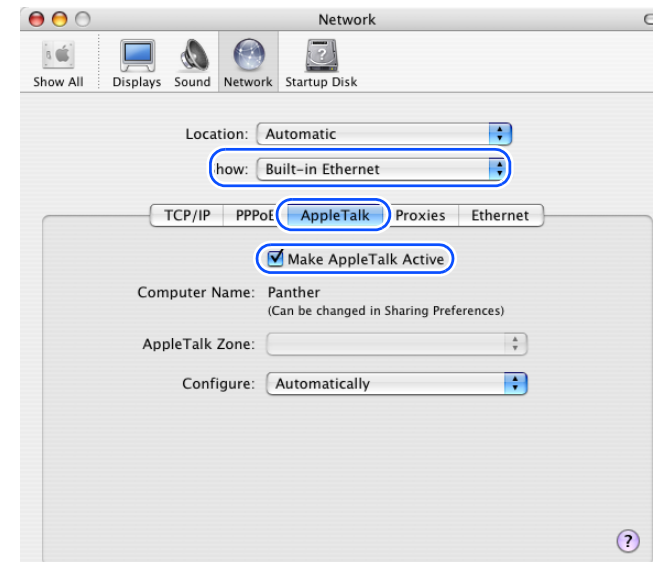 Network
Show All Displays Sound Network Startup Disk
Location: Automatic
how: Built-in Ethernet
TCP/IP PPPoE AppleTalk Proxies Ethernet
Make AppleTalk Active
Computer Name: Panther
(Can be changed in Sharing Preferences)
AppleTalk Zone:
Configure: Automatically
?